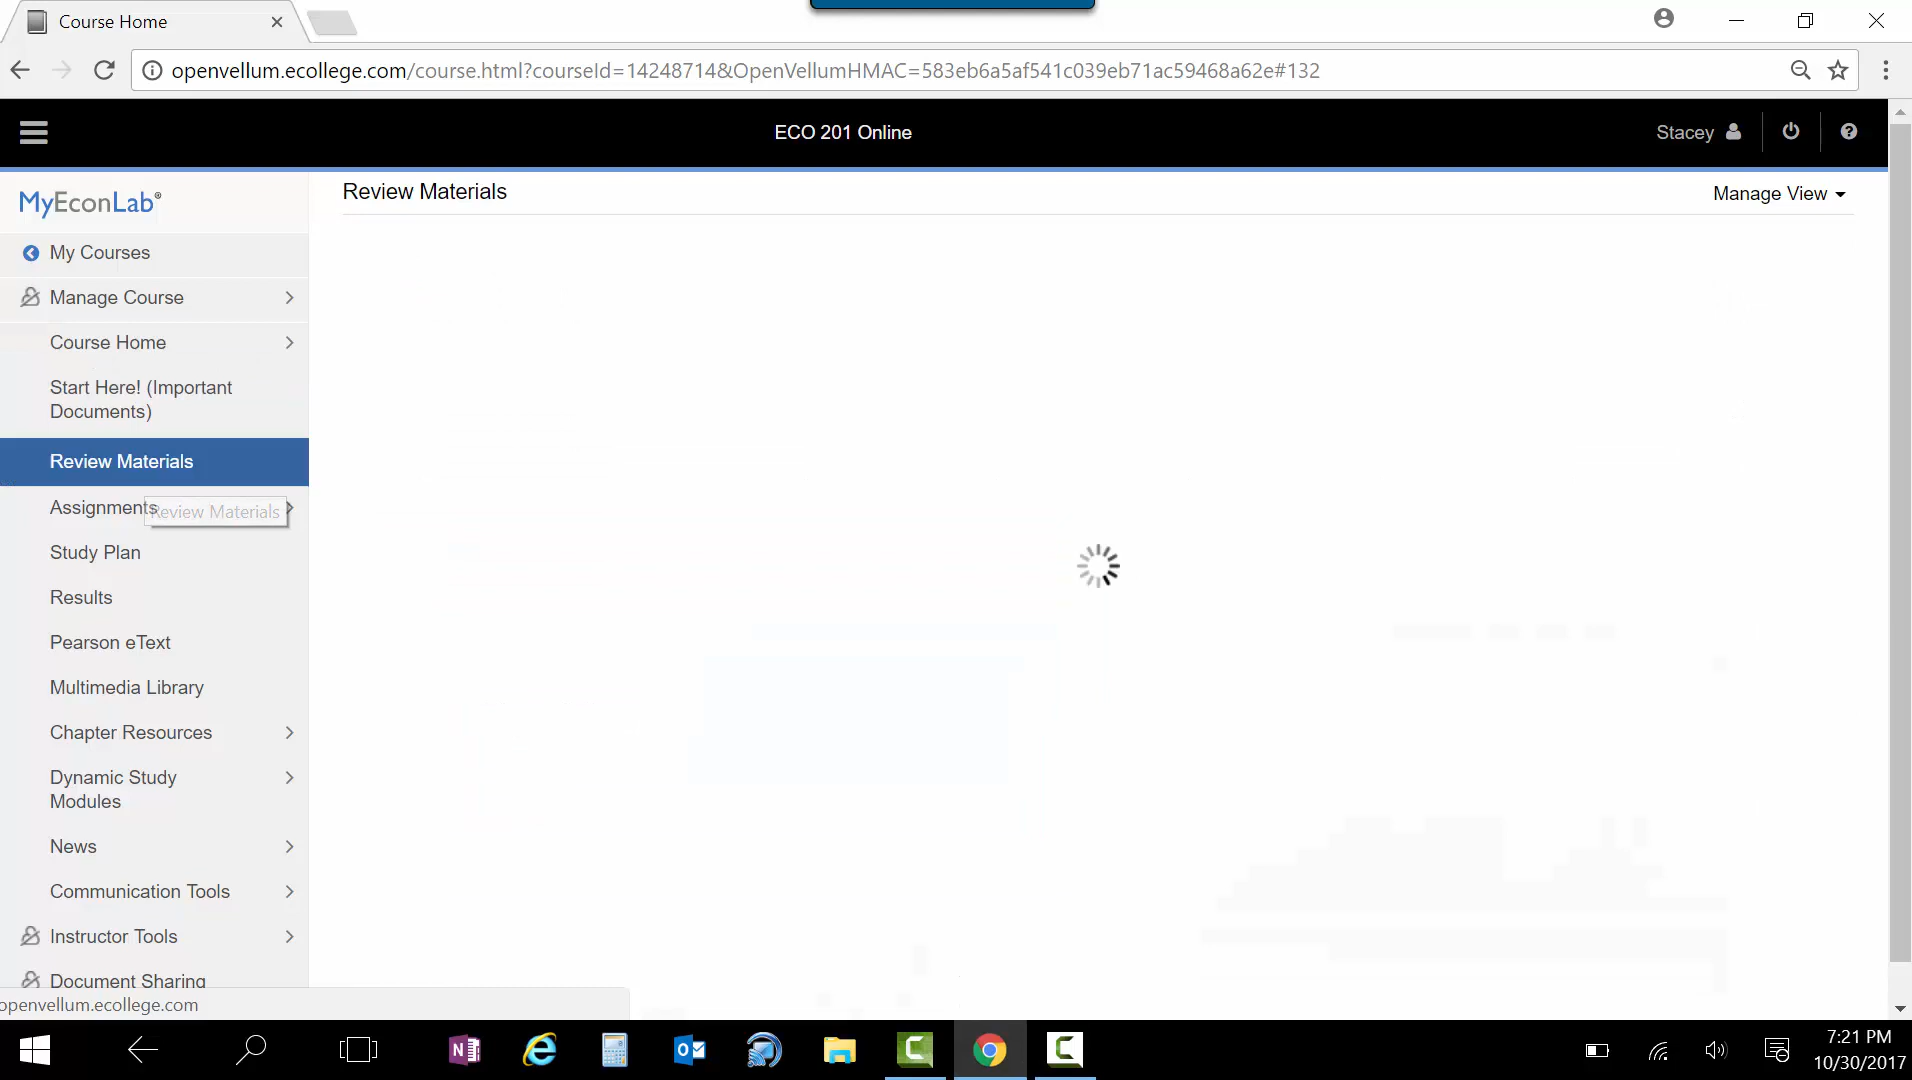 Course Home
openvellum.ecollege.com/course.html?courseId=14248714&OpenVellumHMAC=583eb6a5af541c039eb71ac59468a62e#132
ECO 201 Online
Stacey
MyEconLab®
Review Materials
Manage View
My Courses
Manage Course
Course Home
Start Here! (Important
Documents)
Review Materials
Assignments
Review Materials
Study Plan
Results
Pearson eText
Multimedia Library
Chapter Resources
Dynamic Study
Modules
News
Communication Tools
Instructor Tools
Document Sharing
openvellum.ecollege.com
7:21 PM
10/30/2017